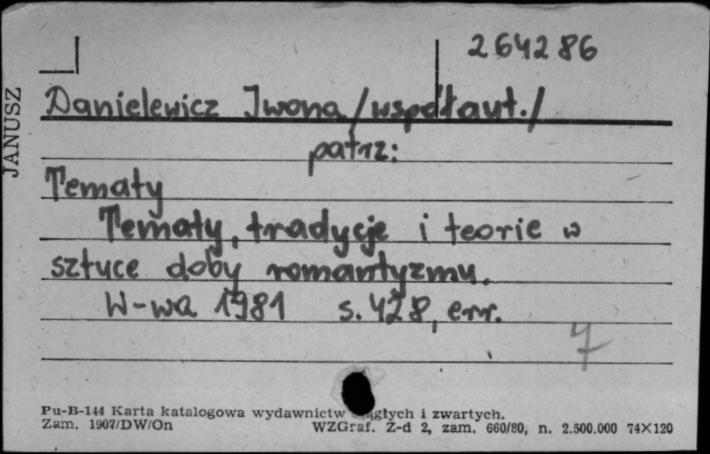 264286
JANUSZ
Danielewicz Iwona /współaut./
patrz:
Tematy
Tematy, tradycje i teorie w
sztuce doby romantyzmu.
W-wa 1981 s. 428, err.
7
Pu-B-144 Karta katalogowa wydawnictw ągłych i zwartych.
Zam. 1907/DW/On WZGraf. Z-d 2, zam. 660/80, n. 2.500.000 74X120